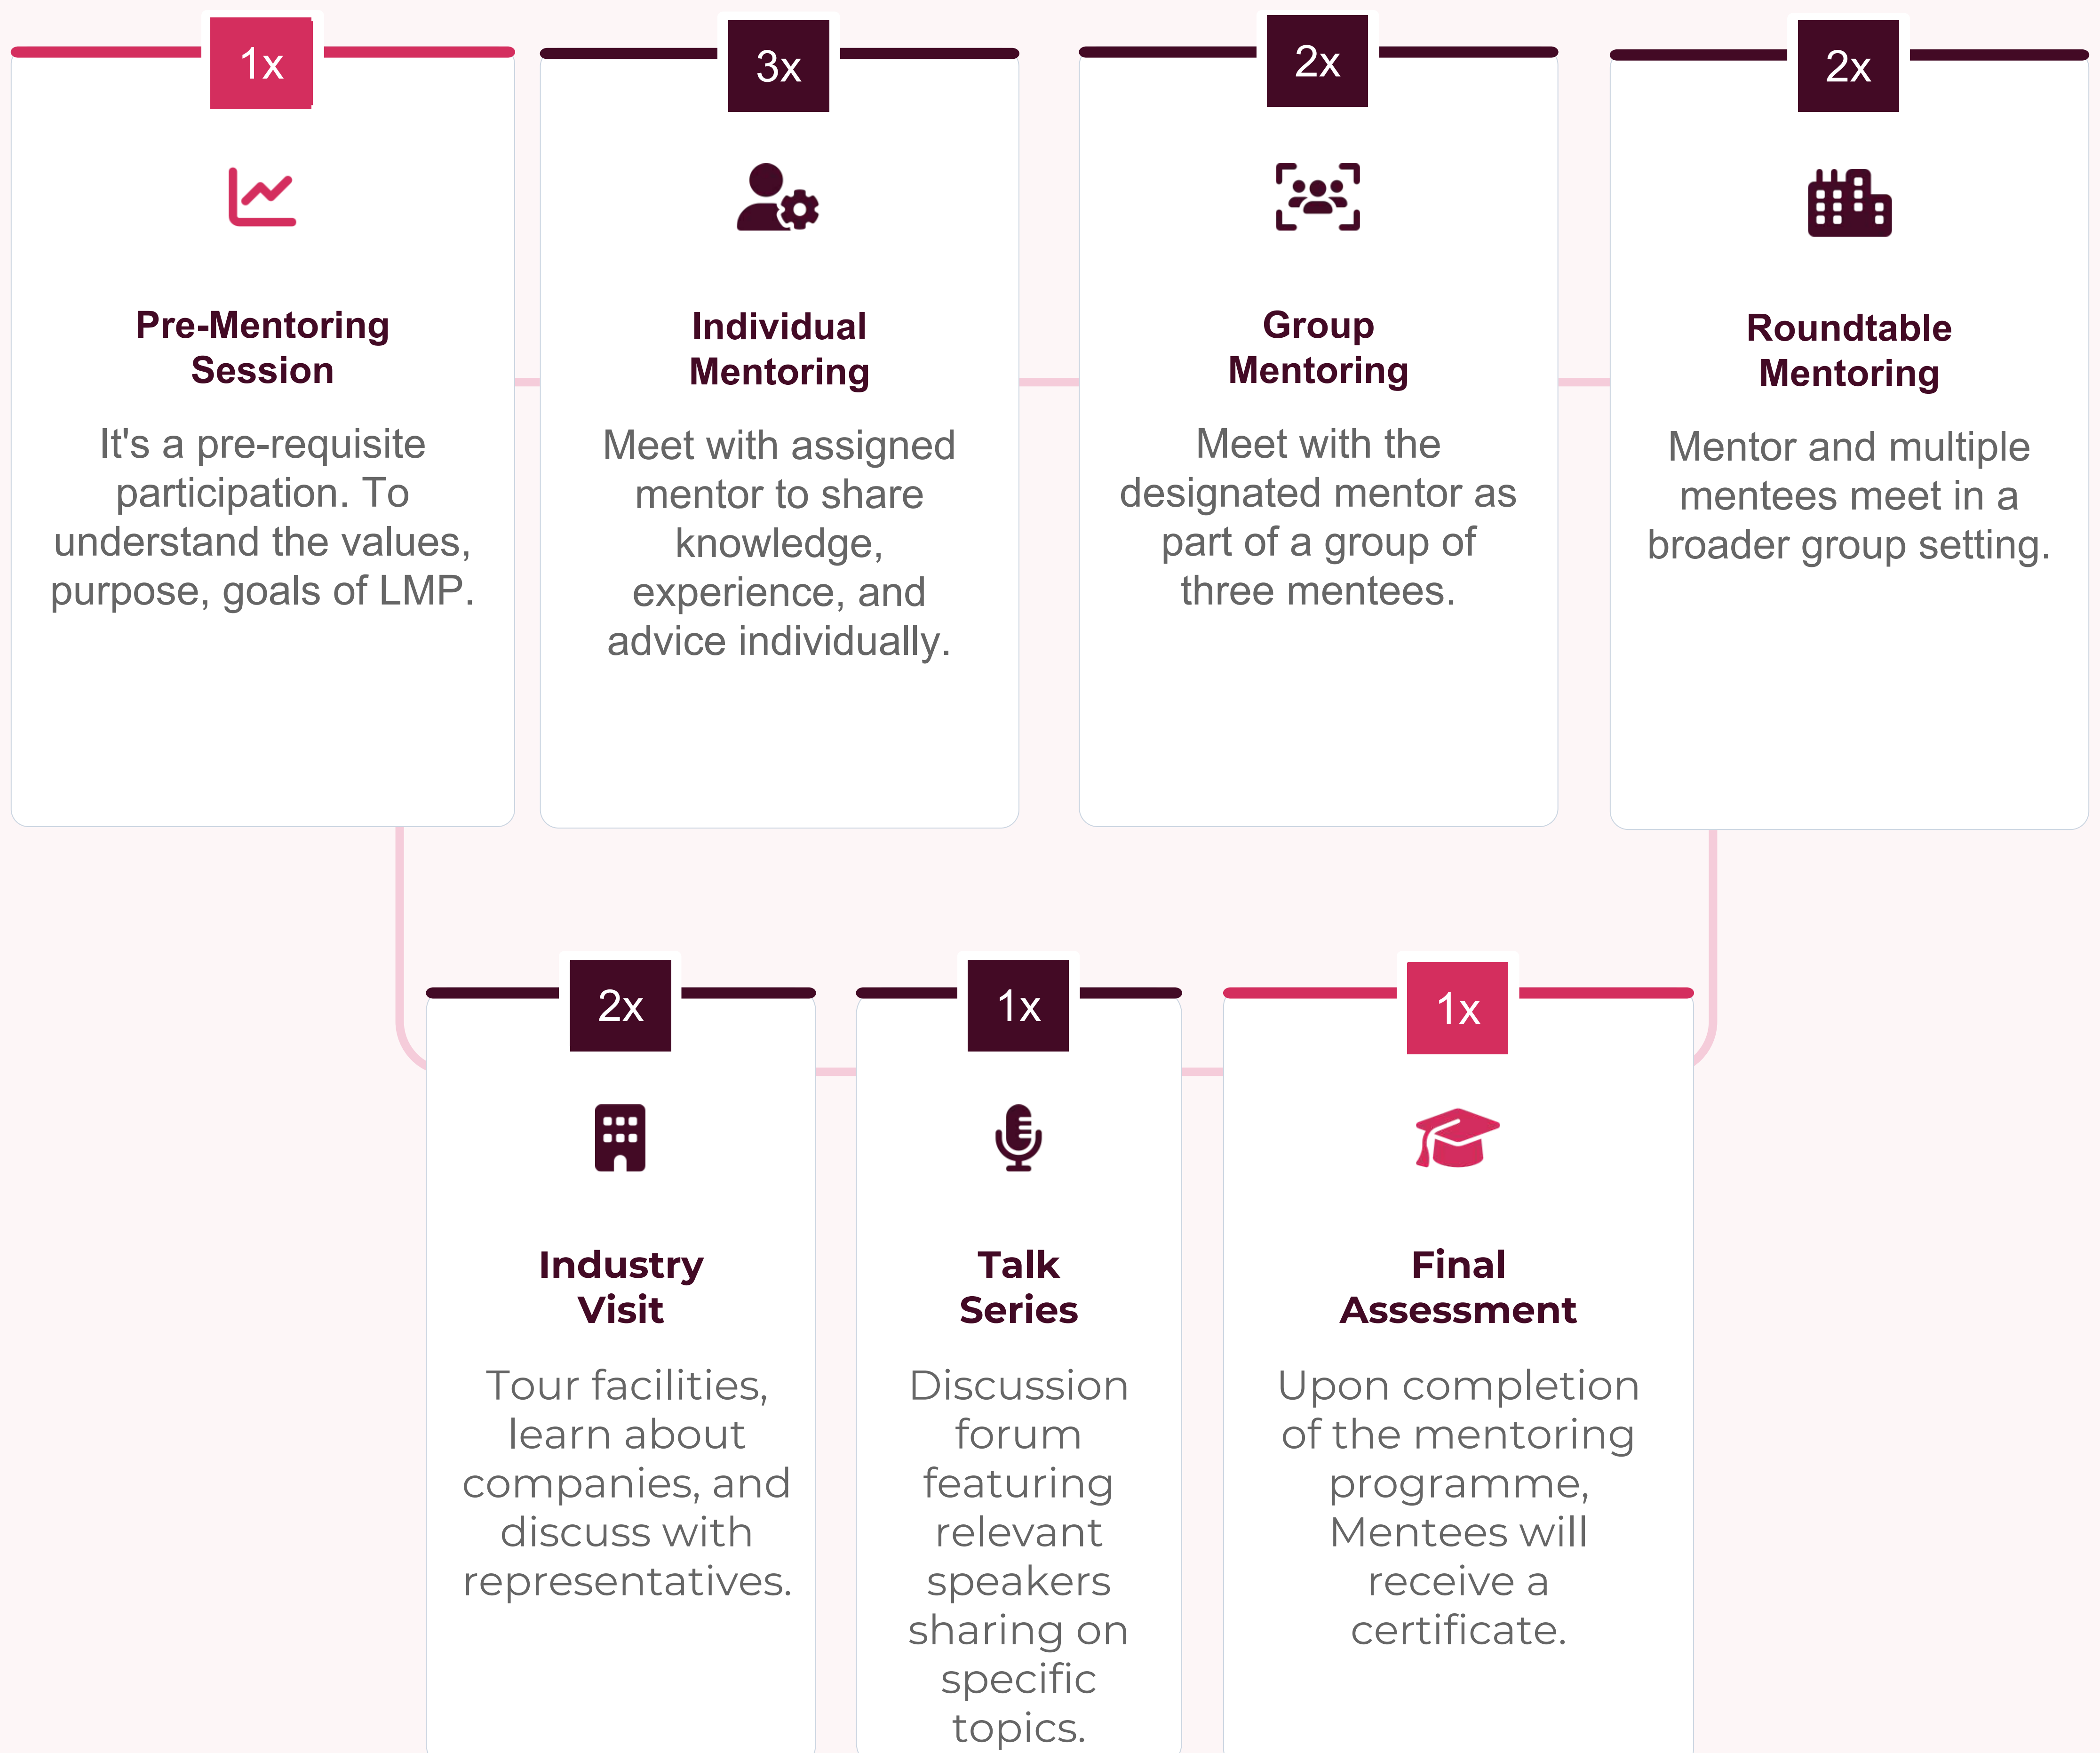 1x
Pre-Mentoring
Session
It's a pre-requisite
participation. To
understand the values,
purpose, goals of LMP.
3x
Individual
Mentoring
Meet with assigned
mentor to share
knowledge,
experience, and
advice individually.
2x
Group
Mentoring
Meet with the
designated mentor as
part of a group of
three mentees.
2x
Roundtable
Mentoring
Mentor and multiple
mentees meet in a
broader group setting.
2x
Industry
Visit
Tour facilities,
learn about
companies, and
discuss with
representatives.
1x
Talk
Series
Discussion
forum
featuring
relevant
speakers
sharing on
specific
topics.
1x
Final
Assessment
Upon completion
of the mentoring
programme,
Mentees will
receive a
certificate.